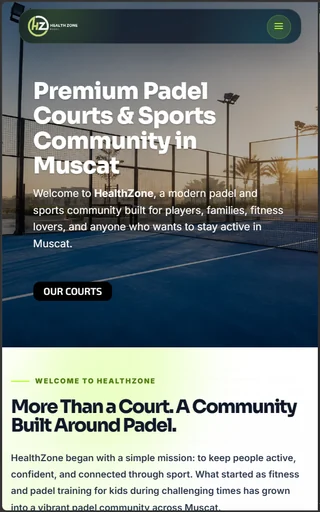 HZ HEALTH ZONE
Premium Padel
Courts & Sports
Community in
Muscat
Welcome to HealthZone, a modern padel and
sports community built for players, families, fitness
lovers, and anyone who wants to stay active in
Muscat.
OUR COURTS
WELCOME TO HEALTHZONE
More Than a Court. A Community
Built Around Padel.
HealthZone began with a simple mission: to keep people active,
confident, and connected through sport. What started as fitness
and padel training for kids during challenging times has grown
into a vibrant padel community across Muscat.